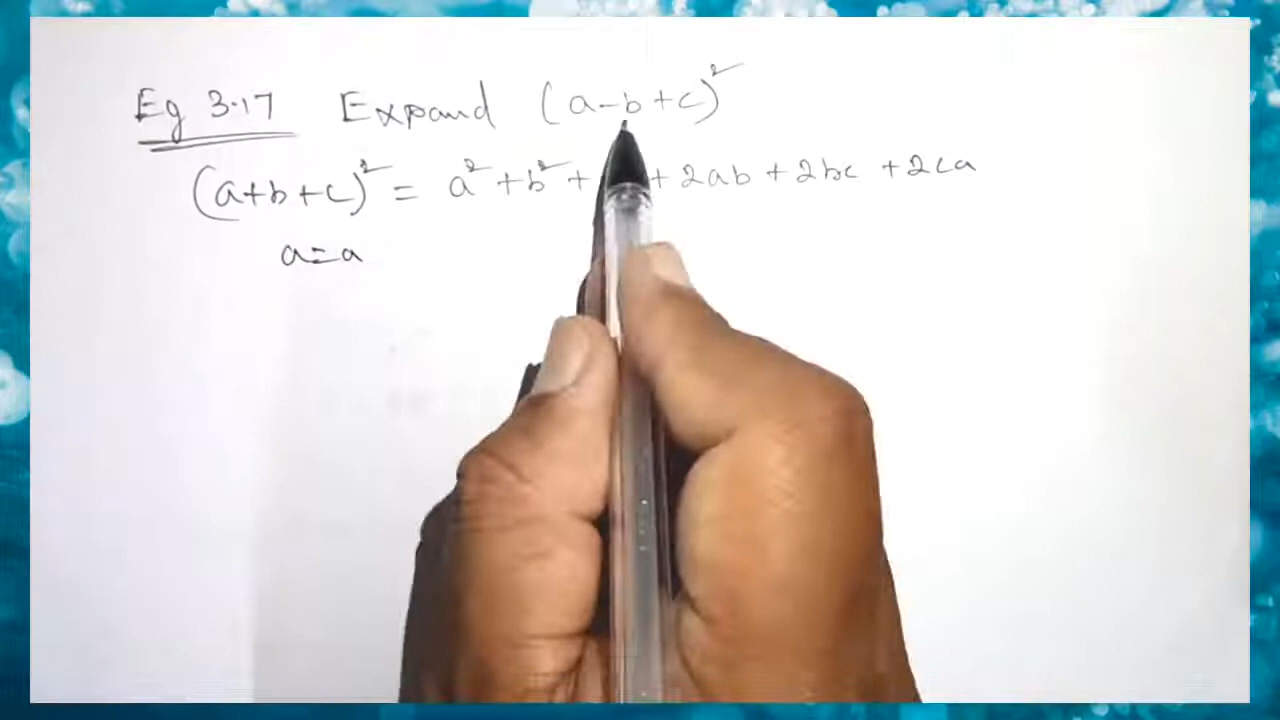 Eg 3.17 Expand (a-b+c)²
(a+b+c)² = a² + b² + + 2ab + 2bc + 2ca
a=a